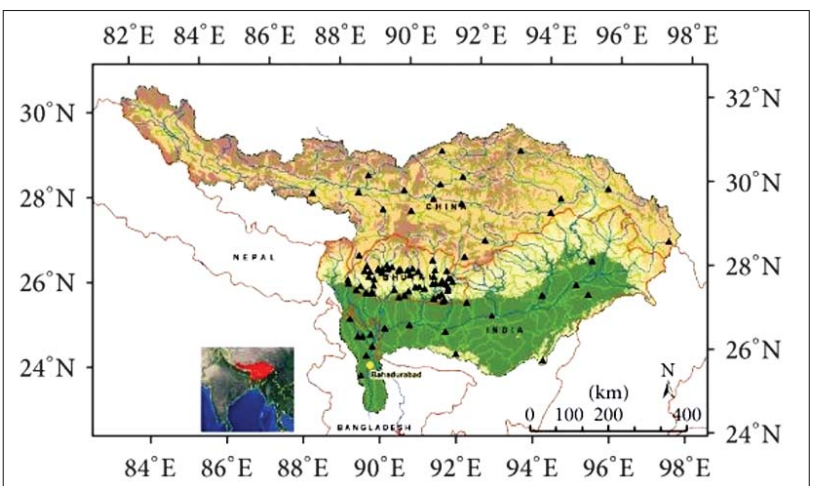 82°E 84°E 86°E 88°E 90°E 92°E 94°E 96°E 98°E
30°N 32°N
28°N 30°N
CHINA
NEPAL
26°N 28°N
BHUTAN
INDIA
24°N 26°N
Bahadurabad
N
(km)
0 100 200 400
BANGLADESH
24°N
84°E 86°E 88°E 90°E 92°E 94°E 96°E 98°E